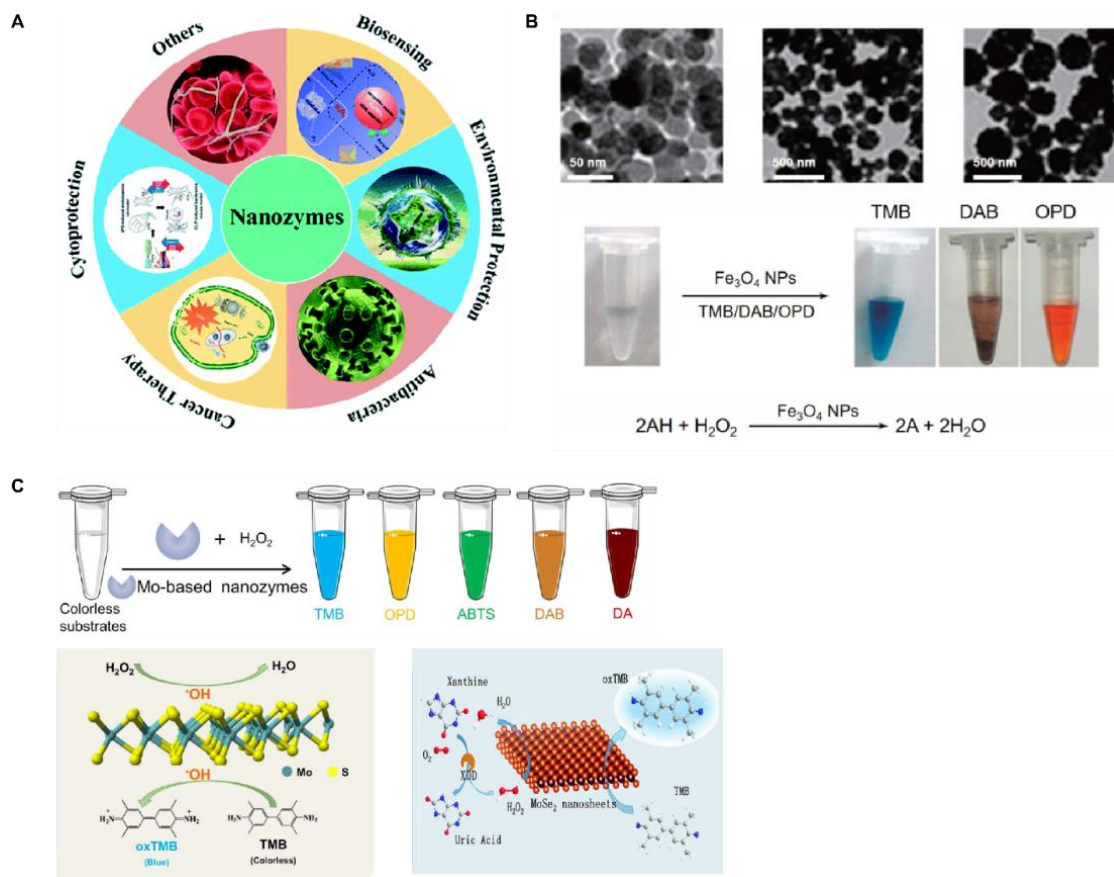 A
Others
Biosensing
Environmental Protection
Antibacteria
Cancer Therapy
Cytoprotection
Nanozymes
B
50 nm
500 nm
500 nm
TMB
DAB
OPD
Fe3O4 NPs
TMB/DAB/OPD
Fe3O4 NPs
2AH + H2O2
2A + 2H2O
C
+ H2O2
Mo-based nanozymes
Colorless
substrates
TMB
OPD
ABTS
DAB
DA
H2O2
H2O
·OH
Mo
S
·OH
oxTMB
(Blue)
TMB
(Colorless)
Xanthine
H2O
oxTMB
O2
XOD
H2O2
MoSe2 nanosheets
TMB
Uric Acid